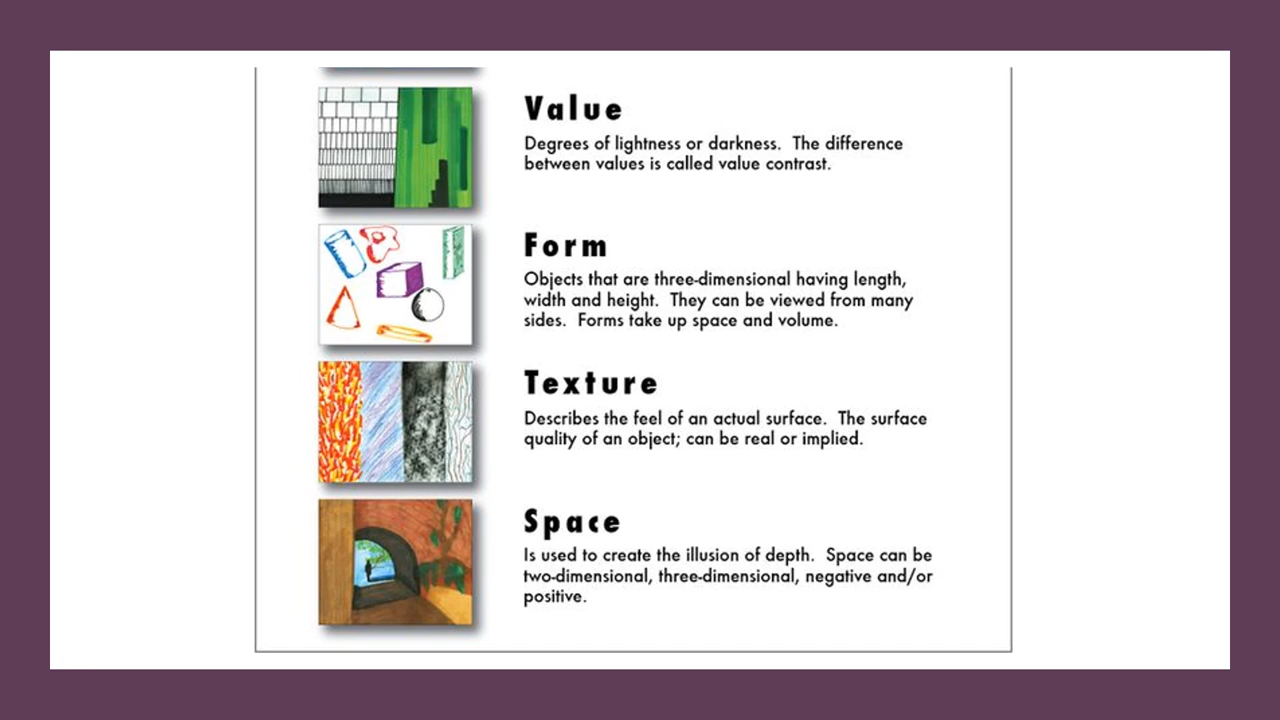 Value
Degrees of lightness or darkness.  The difference
between values is called value contrast.
Form
Objects that are three-dimensional having length,
width and height.  They can be viewed from many
sides.  Forms take up space and volume.
Texture
Describes the feel of an actual surface.  The surface
quality of an object; can be real or implied.
Space
Is used to create the illusion of depth.  Space can be
two-dimensional, three-dimensional, negative and/or
positive.